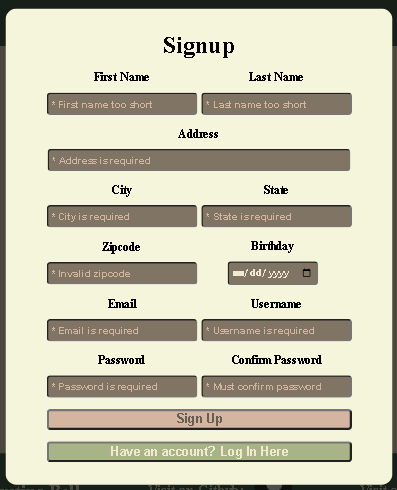 Signup
First Name Last Name
* First name too short * Last name too short
Address
* Address is required
City State
* City is required * State is required
Zipcode Birthday
* Invalid zipcode mm/dd/yyyy
Email Username
* Email is required * Username is required
Password Confirm Password
* Password is required * Must confirm password
Sign Up
Have an account? Log In Here